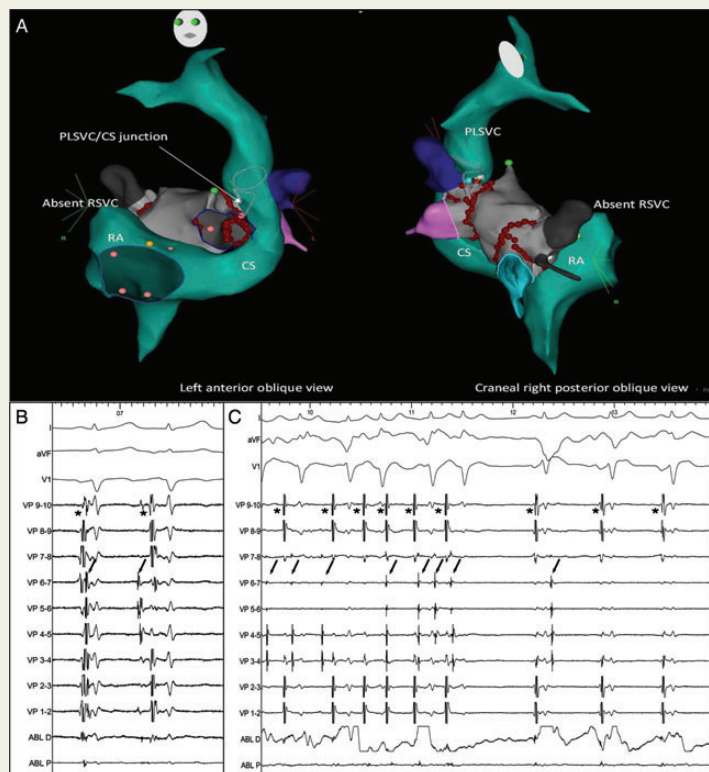 A
PLSVC/CS junction
PLSVC
Absent RSVC
Absent RSVC
RA
CS
CS
RA
Left anterior oblique view
Craneal right posterior oblique view
B
07
I
aVF
V1
VP 9-10
* *
VP 8-9
VP 7-8
VP 6-7
VP 5-6
VP 4-5
VP 3-4
VP 2-3
VP 1-2
ABL D
ABL P
C
10 11 12 13
I
aVF
V1
VP 9-10
* * * * * * * * *
VP 8-9
VP 7-8
VP 6-7
VP 5-6
VP 4-5
VP 3-4
VP 2-3
VP 1-2
ABL D
ABL P